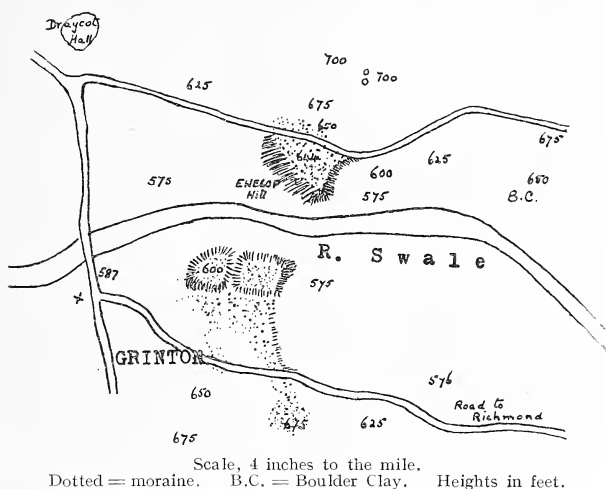 Draycot
Hall
700
700
625
675
650
675
644
625
600
650
575
ENELOP
Hill
575
B.C.
R. Swale
600
587
575
x
GRINTON
576
650
Road to
Richmond
675
625
675
Scale, 4 inches to the mile.
Dotted = moraine. B.C. = Boulder Clay. Heights in feet.